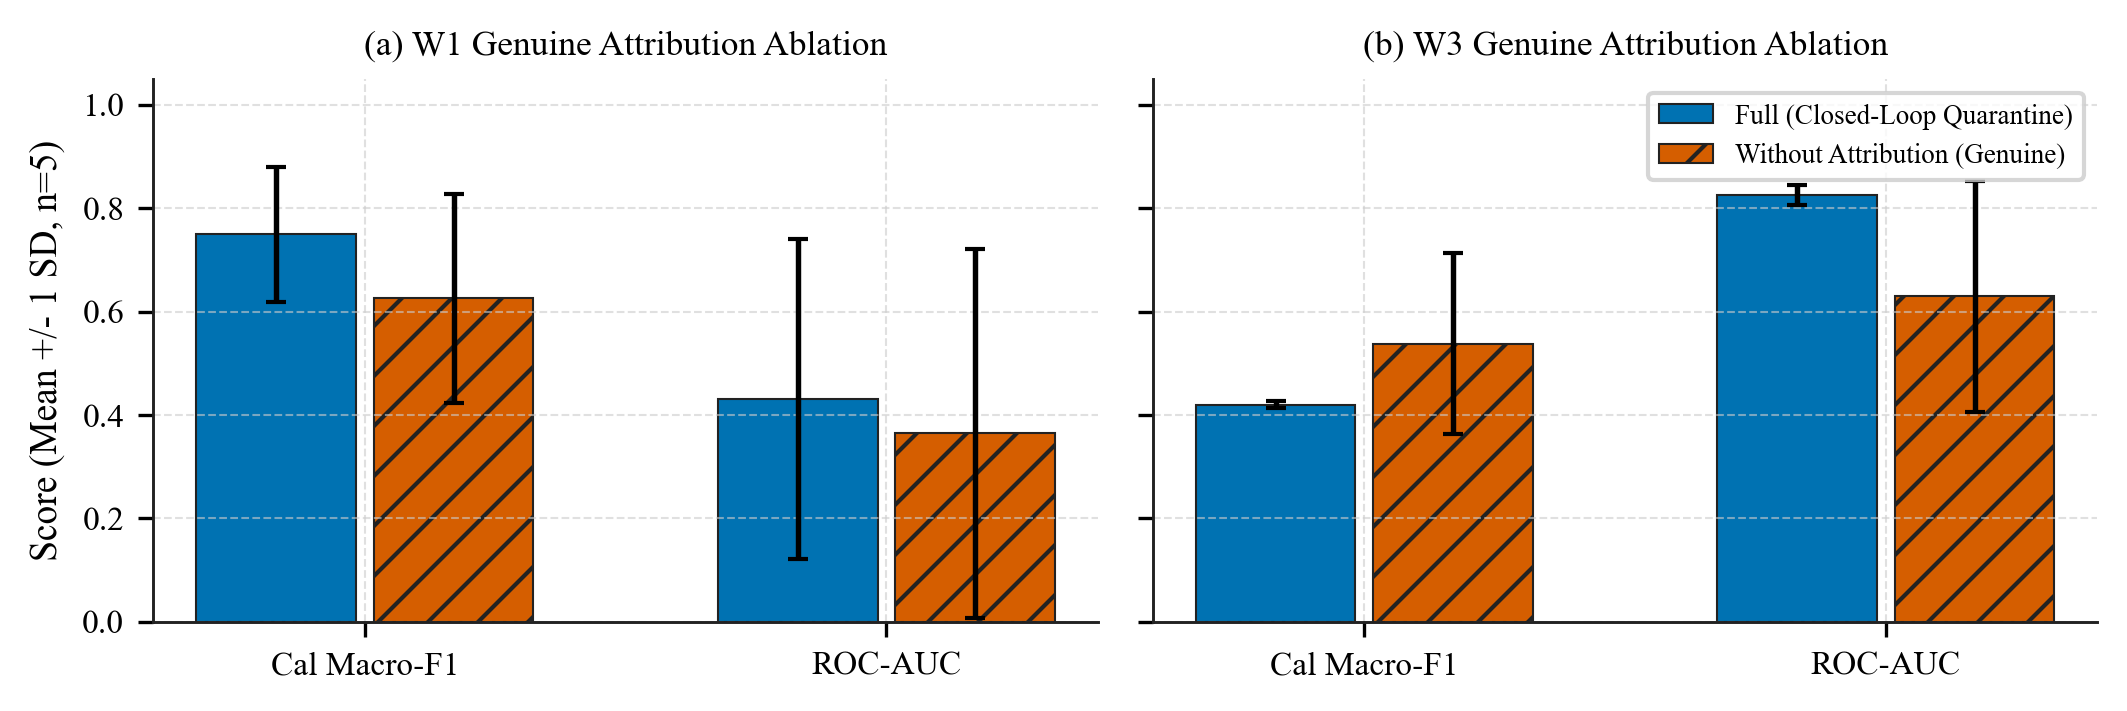 (a) W1 Genuine Attribution Ablation
Score (Mean +/- 1 SD, n=5)
1.0
0.8
0.6
0.4
0.2
0.0
Cal Macro-F1
ROC-AUC
(b) W3 Genuine Attribution Ablation
Full (Closed-Loop Quarantine)
Without Attribution (Genuine)
Cal Macro-F1
ROC-AUC